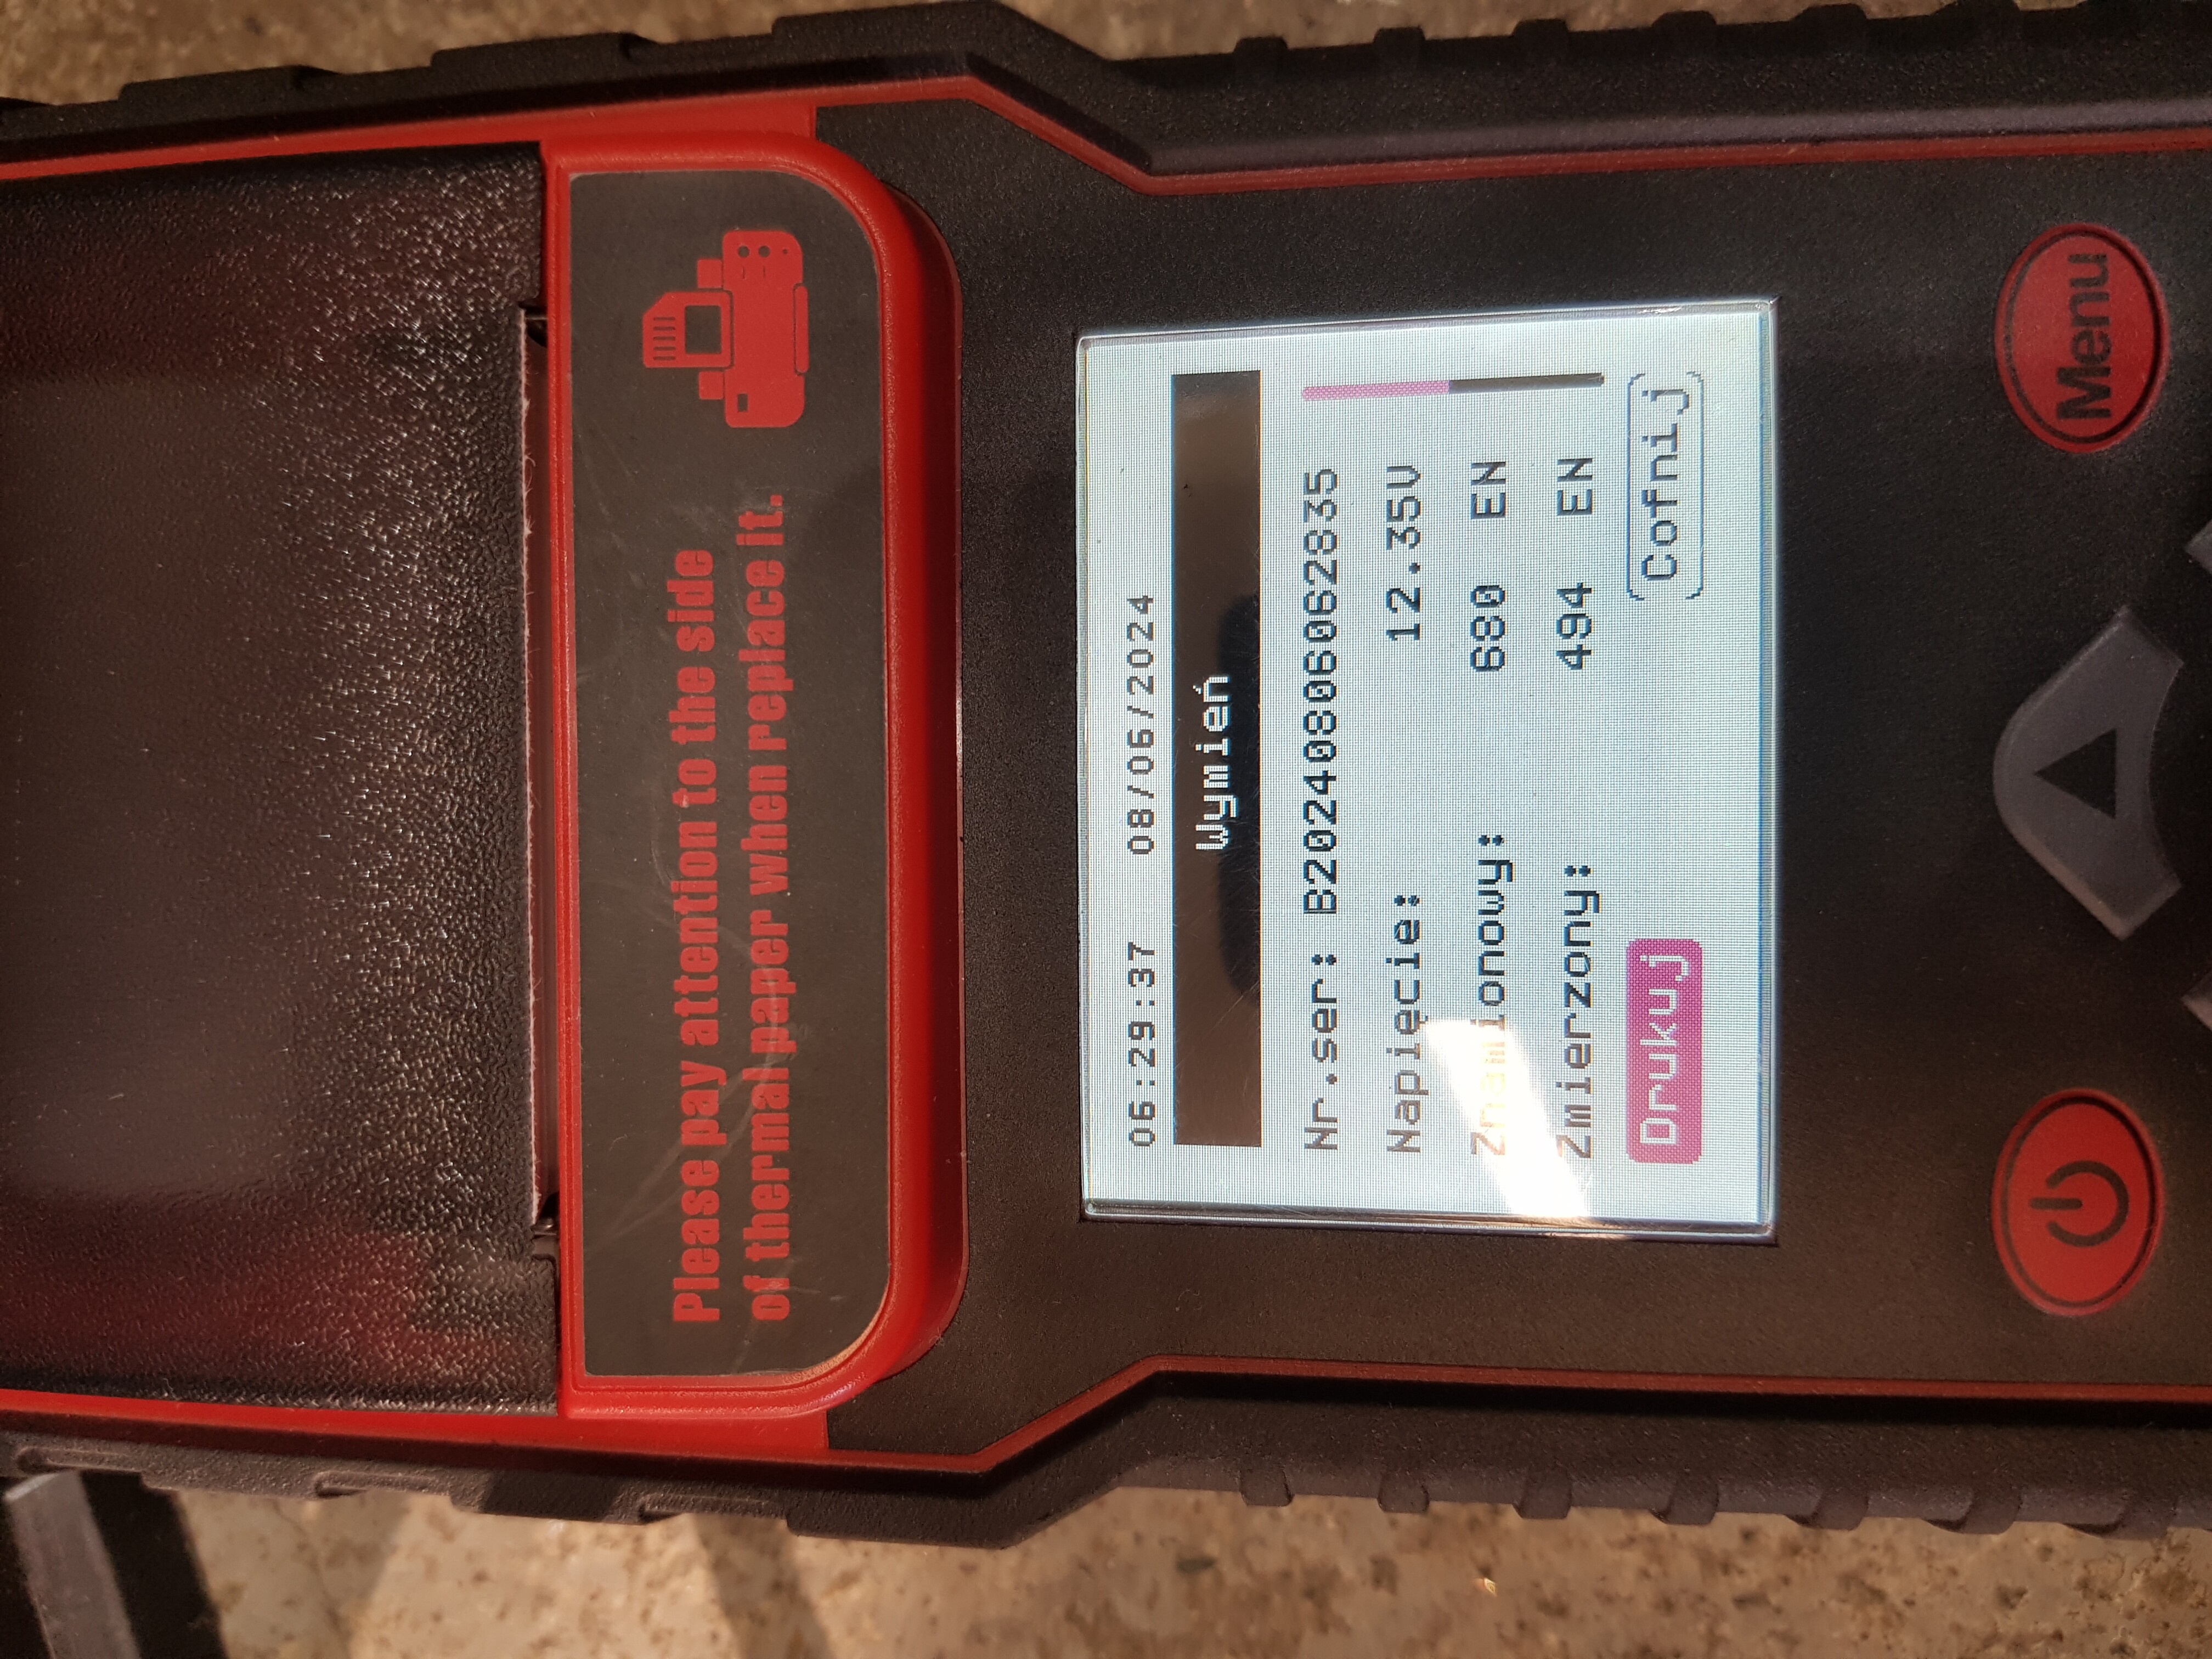 Please pay attention to the side
of thermal paper when replace it.
06:29:37 08/06/2024
Wymień
Nr.ser: B20240806062835
Napięcie: 12.35V
Znamionowy: 680 EN
Zmierzony: 494 EN
Drukuj Cofnij
Menu